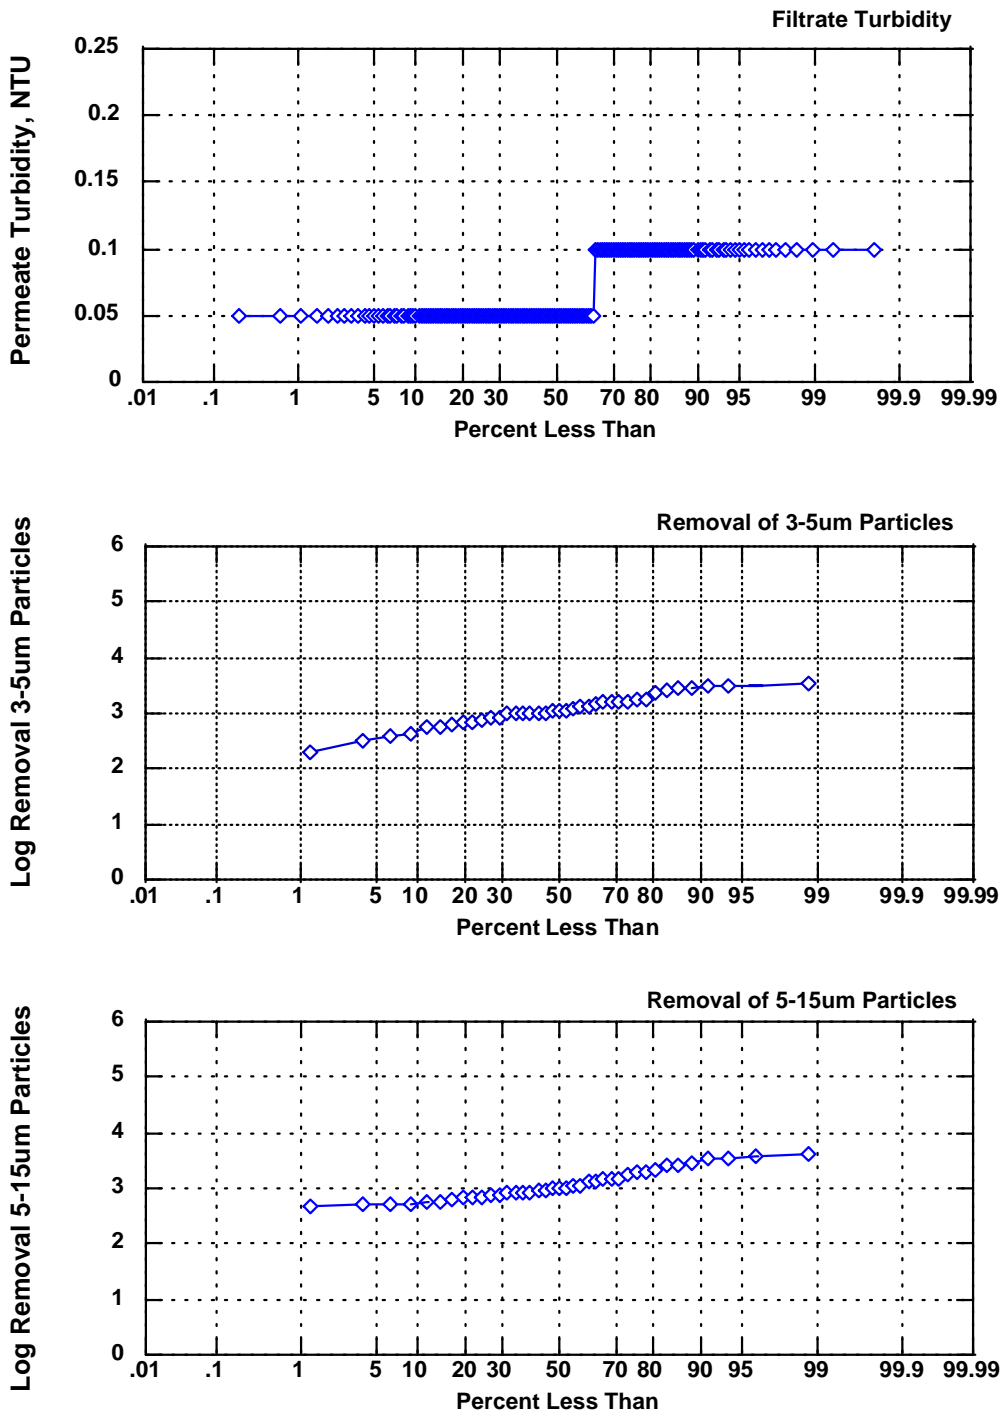 Filtrate Turbidity
Permeate Turbidity, NTU
0.25
0.2
0.15
0.1
0.05
0
.01 .1 1 5 10 20 30 50 70 80 90 95 99 99.9 99.99
Percent Less Than
Removal of 3-5um Particles
Log Removal 3-5um Particles
6
5
4
3
2
1
0
.01 .1 1 5 10 20 30 50 70 80 90 95 99 99.9 99.99
Percent Less Than
Removal of 5-15um Particles
Log Removal 5-15um Particles
6
5
4
3
2
1
0
.01 .1 1 5 10 20 30 50 70 80 90 95 99 99.9 99.99
Percent Less Than